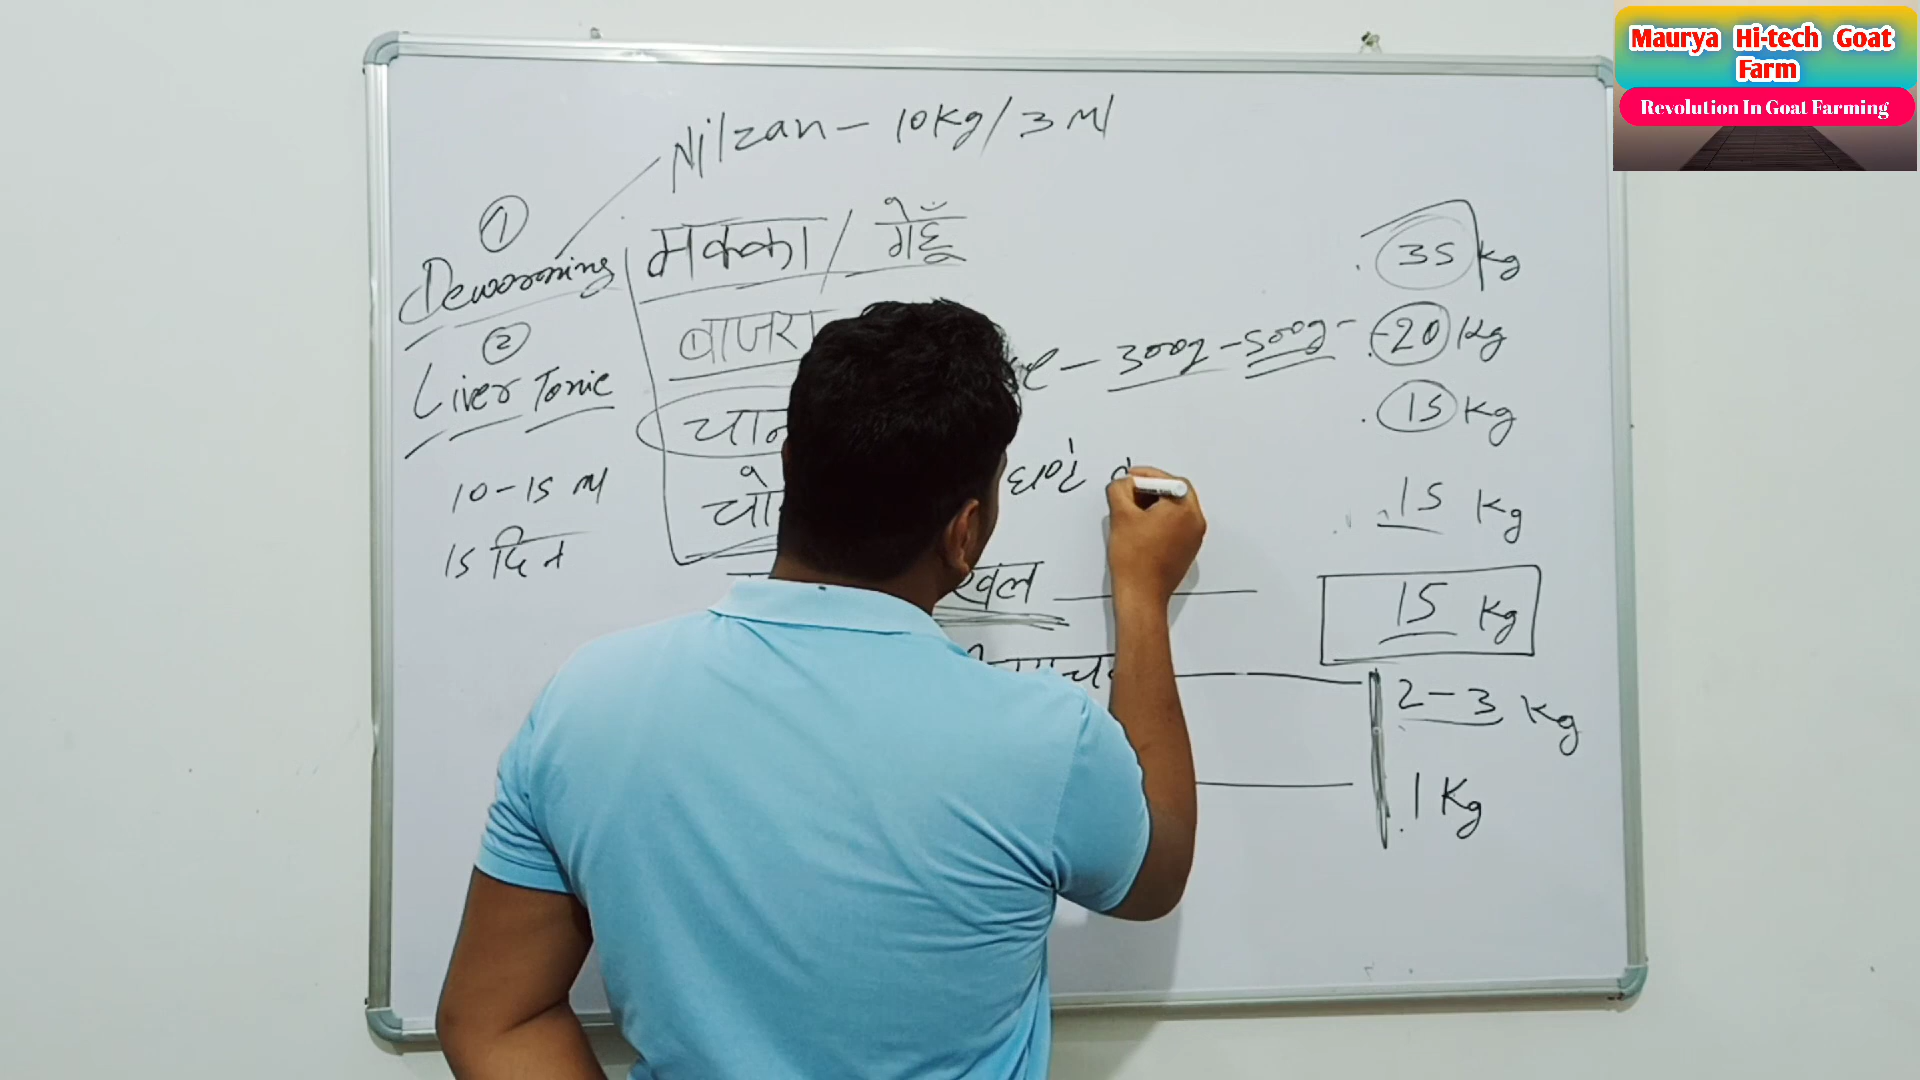 Maurya Hi-tech Goat
Farm
Revolution In Goat Farming
Nilzan - 10kg/3 ml
1
Deworming
मक्का / गेहूँ
35 kg
बाजरा
300g - 500g - 20 kg
2
Liver Tonic
15 kg
10-15 ml
15 kg
15 दिन
खल
15 kg
2-3 kg
1 kg